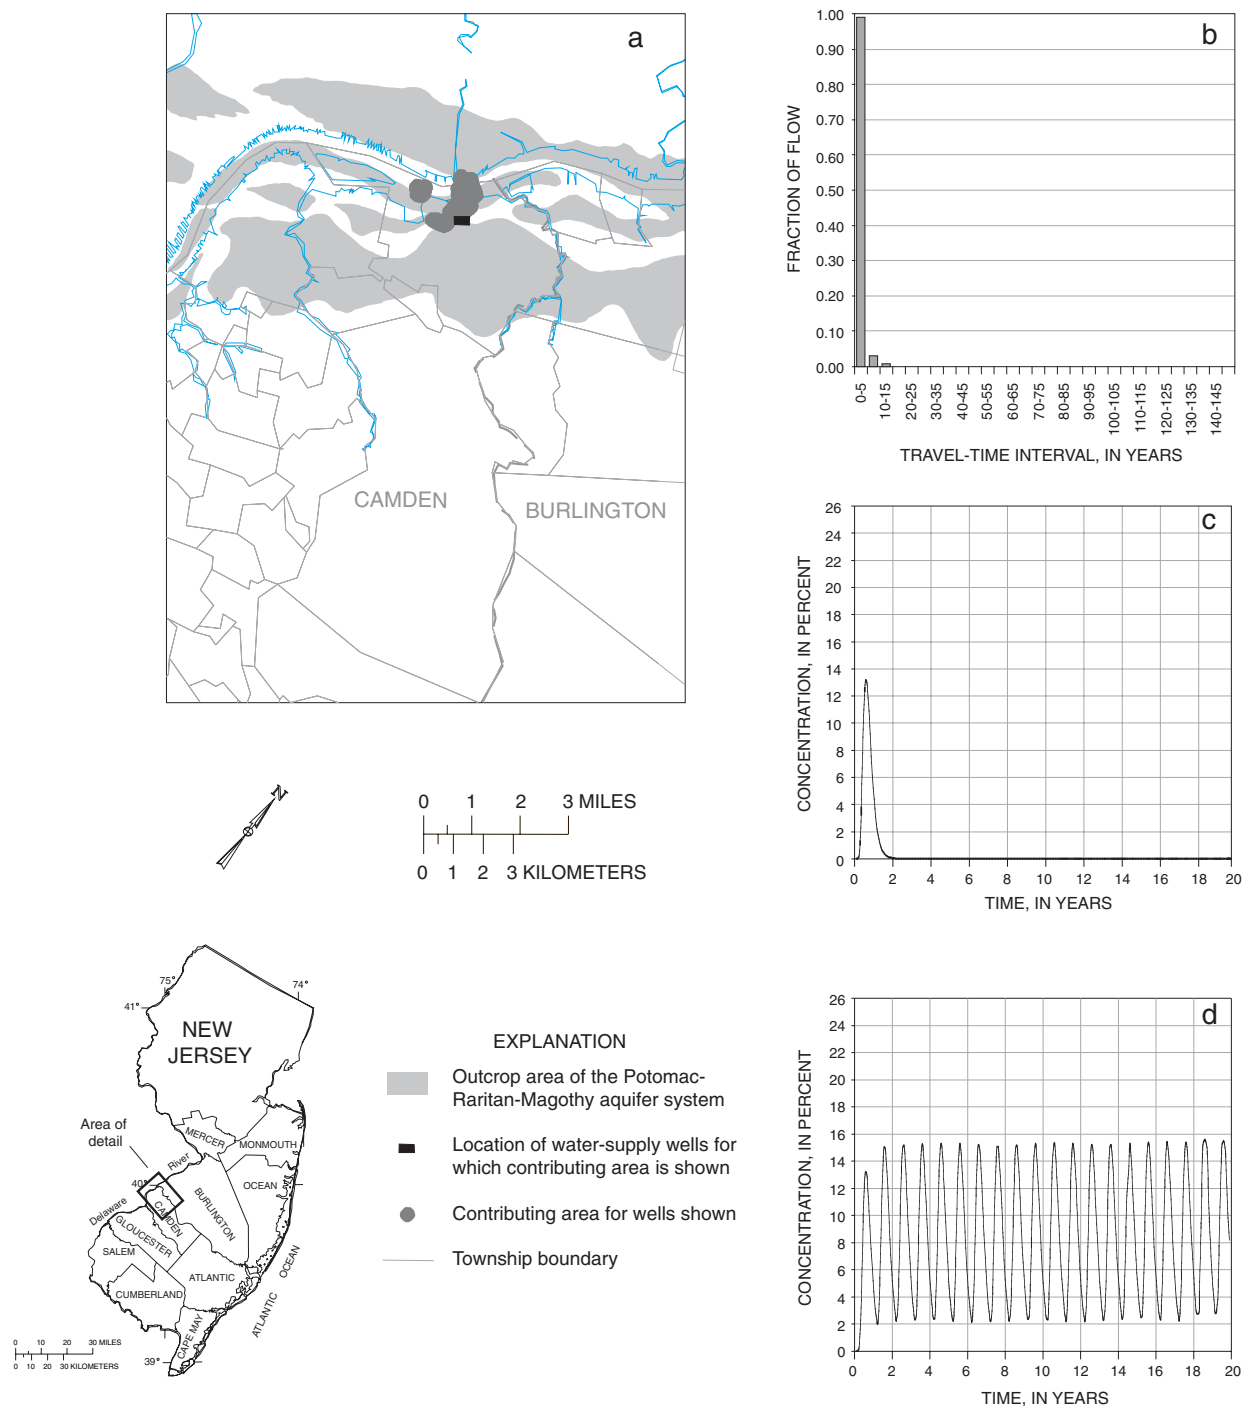 a
CAMDEN
BURLINGTON
N
0 1 2 3 MILES
0 1 2 3 KILOMETERS
b
FRACTION OF FLOW
1.00
0.90
0.80
0.70
0.60
0.50
0.40
0.30
0.20
0.10
0.00
0-5
10-15
20-25
30-35
40-45
50-55
60-65
70-75
80-85
90-95
100-105
110-115
120-125
130-135
140-145
TRAVEL-TIME INTERVAL, IN YEARS
c
CONCENTRATION, IN PERCENT
26
24
22
20
18
16
14
12
10
8
6
4
2
0
0 2 4 6 8 10 12 14 16 18 20
TIME, IN YEARS
d
CONCENTRATION, IN PERCENT
26
24
22
20
18
16
14
12
10
8
6
4
2
0
0 2 4 6 8 10 12 14 16 18 20
TIME, IN YEARS
75°
74°
41°
NEW
JERSEY
Area of
detail
MERCER
MONMOUTH
River
40°
OCEAN
BURLINGTON
CAMDEN
Delaware
GLOUCESTER
SALEM
ATLANTIC
CUMBERLAND
ATLANTIC OCEAN
CAPE MAY
39°
0 10 20 30 MILES
0 10 20 30 KILOMETERS
EXPLANATION
Outcrop area of the Potomac-
Raritan-Magothy aquifer system
Location of water-supply wells for
which contributing area is shown
Contributing area for wells shown
Township boundary